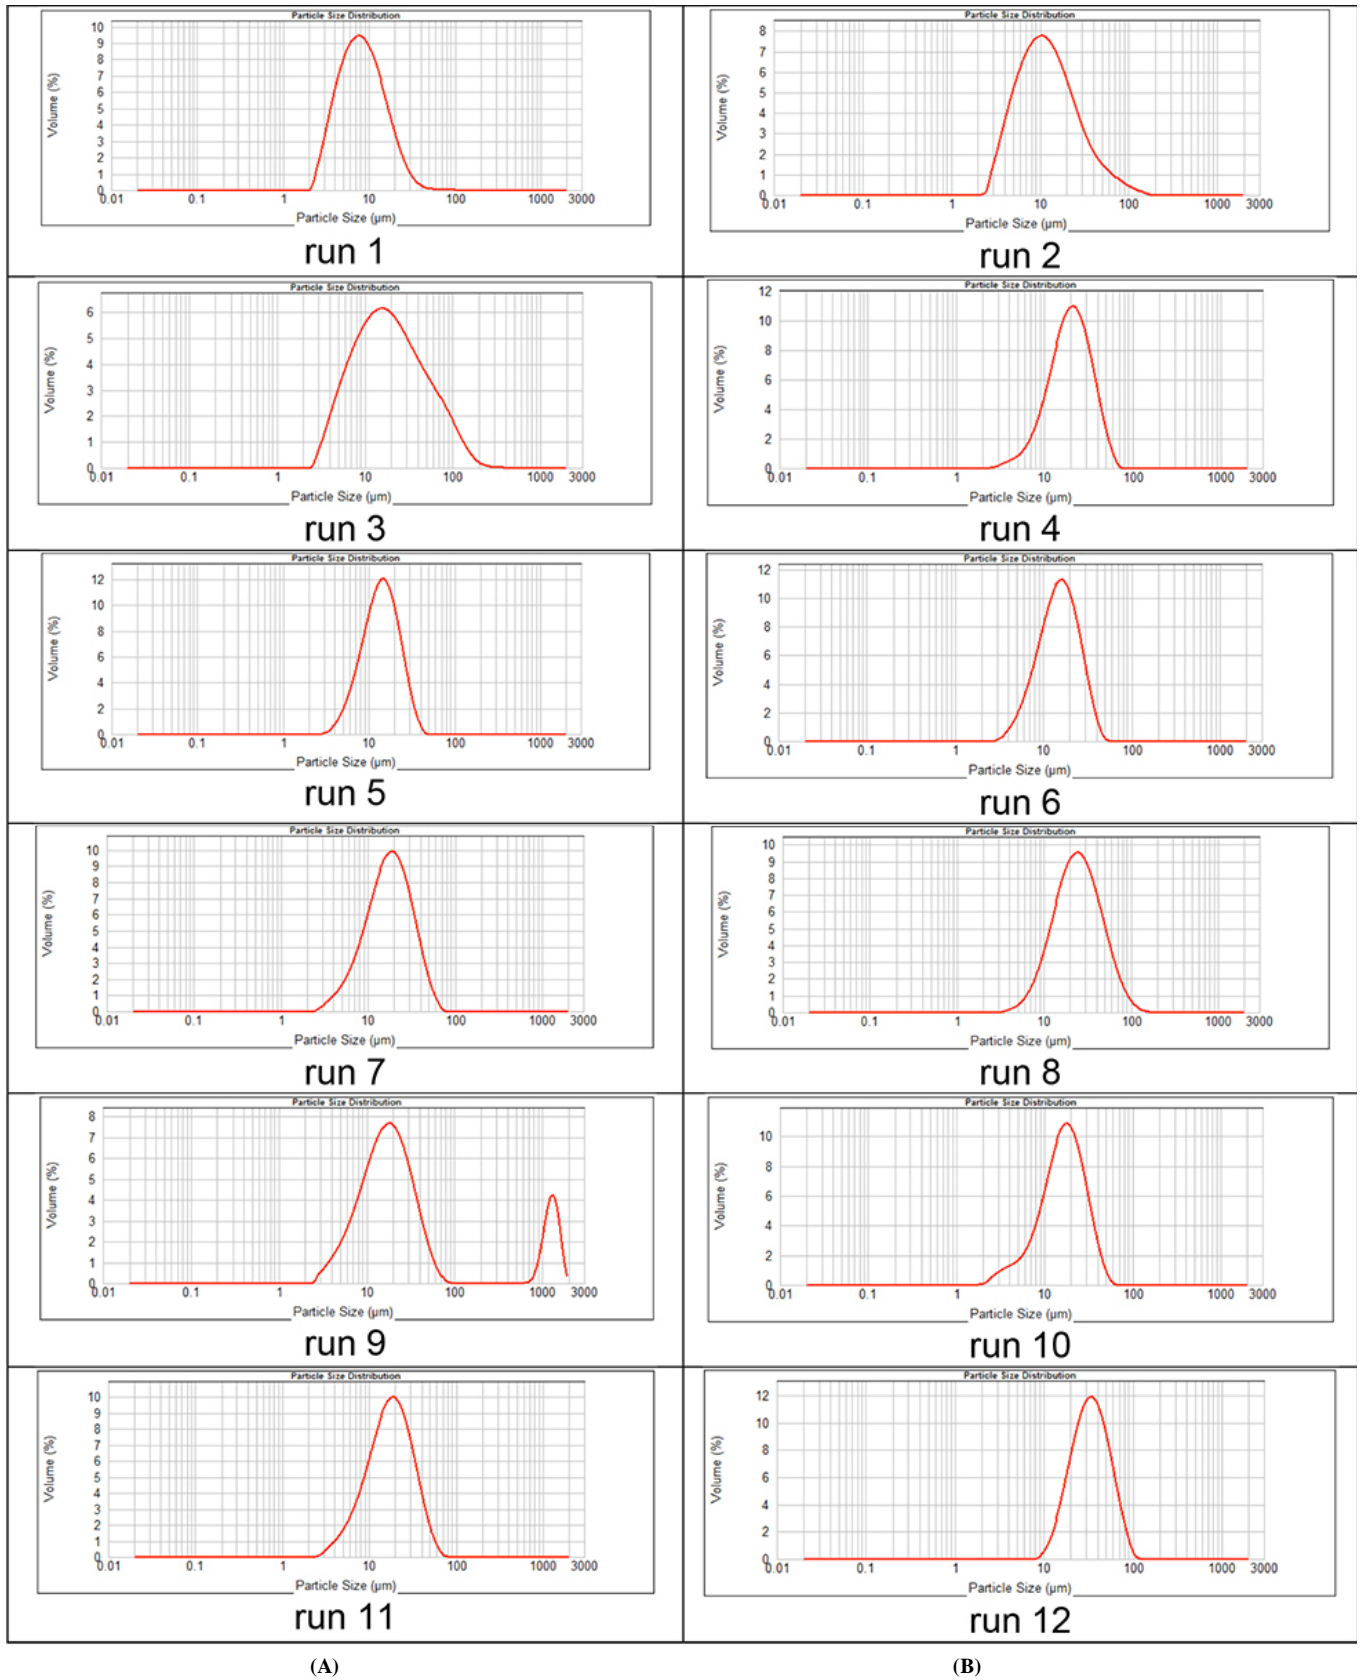 Particle Size Distribution
Volume (%)
10
9
8
7
6
5
4
3
2
1
0
0.01 0.1 1 10 100 1000 3000
Particle Size (µm)
run 1
Particle Size Distribution
Volume (%)
8
7
6
5
4
3
2
1
0
0.01 0.1 1 10 100 1000 3000
Particle Size (µm)
run 2
Particle Size Distribution
Volume (%)
6
5
4
3
2
1
0
0.01 0.1 1 10 100 1000 3000
Particle Size (µm)
run 3
Particle Size Distribution
Volume (%)
12
10
8
6
4
2
0
0.01 0.1 1 10 100 1000 3000
Particle Size (µm)
run 4
Particle Size Distribution
Volume (%)
12
10
8
6
4
2
0
0.01 0.1 1 10 100 1000 3000
Particle Size (µm)
run 5
Particle Size Distribution
Volume (%)
12
10
8
6
4
2
0
0.01 0.1 1 10 100 1000 3000
Particle Size (µm)
run 6
Particle Size Distribution
Volume (%)
10
9
8
7
6
5
4
3
2
1
0
0.01 0.1 1 10 100 1000 3000
Particle Size (µm)
run 7
Particle Size Distribution
Volume (%)
10
9
8
7
6
5
4
3
2
1
0
0.01 0.1 1 10 100 1000 3000
Particle Size (µm)
run 8
Particle Size Distribution
Volume (%)
8
7
6
5
4
3
2
1
0
0.01 0.1 1 10 100 1000 3000
Particle Size (µm)
run 9
Particle Size Distribution
Volume (%)
10
8
6
4
2
0
0.01 0.1 1 10 100 1000 3000
Particle Size (µm)
run 10
Particle Size Distribution
Volume (%)
10
9
8
7
6
5
4
3
2
1
0
0.01 0.1 1 10 100 1000 3000
Particle Size (µm)
run 11
Particle Size Distribution
Volume (%)
12
10
8
6
4
2
0
0.01 0.1 1 10 100 1000 3000
Particle Size (µm)
run 12
(A) (B)